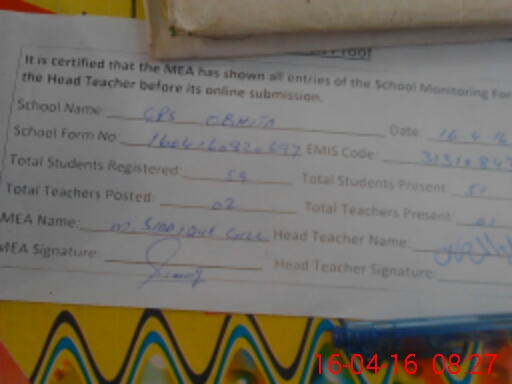 Proof
It is certified that the MEA has shown all entries of the School Monitoring For
the Head Teacher before its online submission.
School Name: GPS Date: 16-4-16
School Form No: EMIS Code:
Total Students Registered: 59 Total Students Present: 51
Total Teachers Posted: 02 Total Teachers Present: 01
MEA Name: M. Head Teacher Name:
MEA Signature: Head Teacher Signature:
16-04-16 08:27